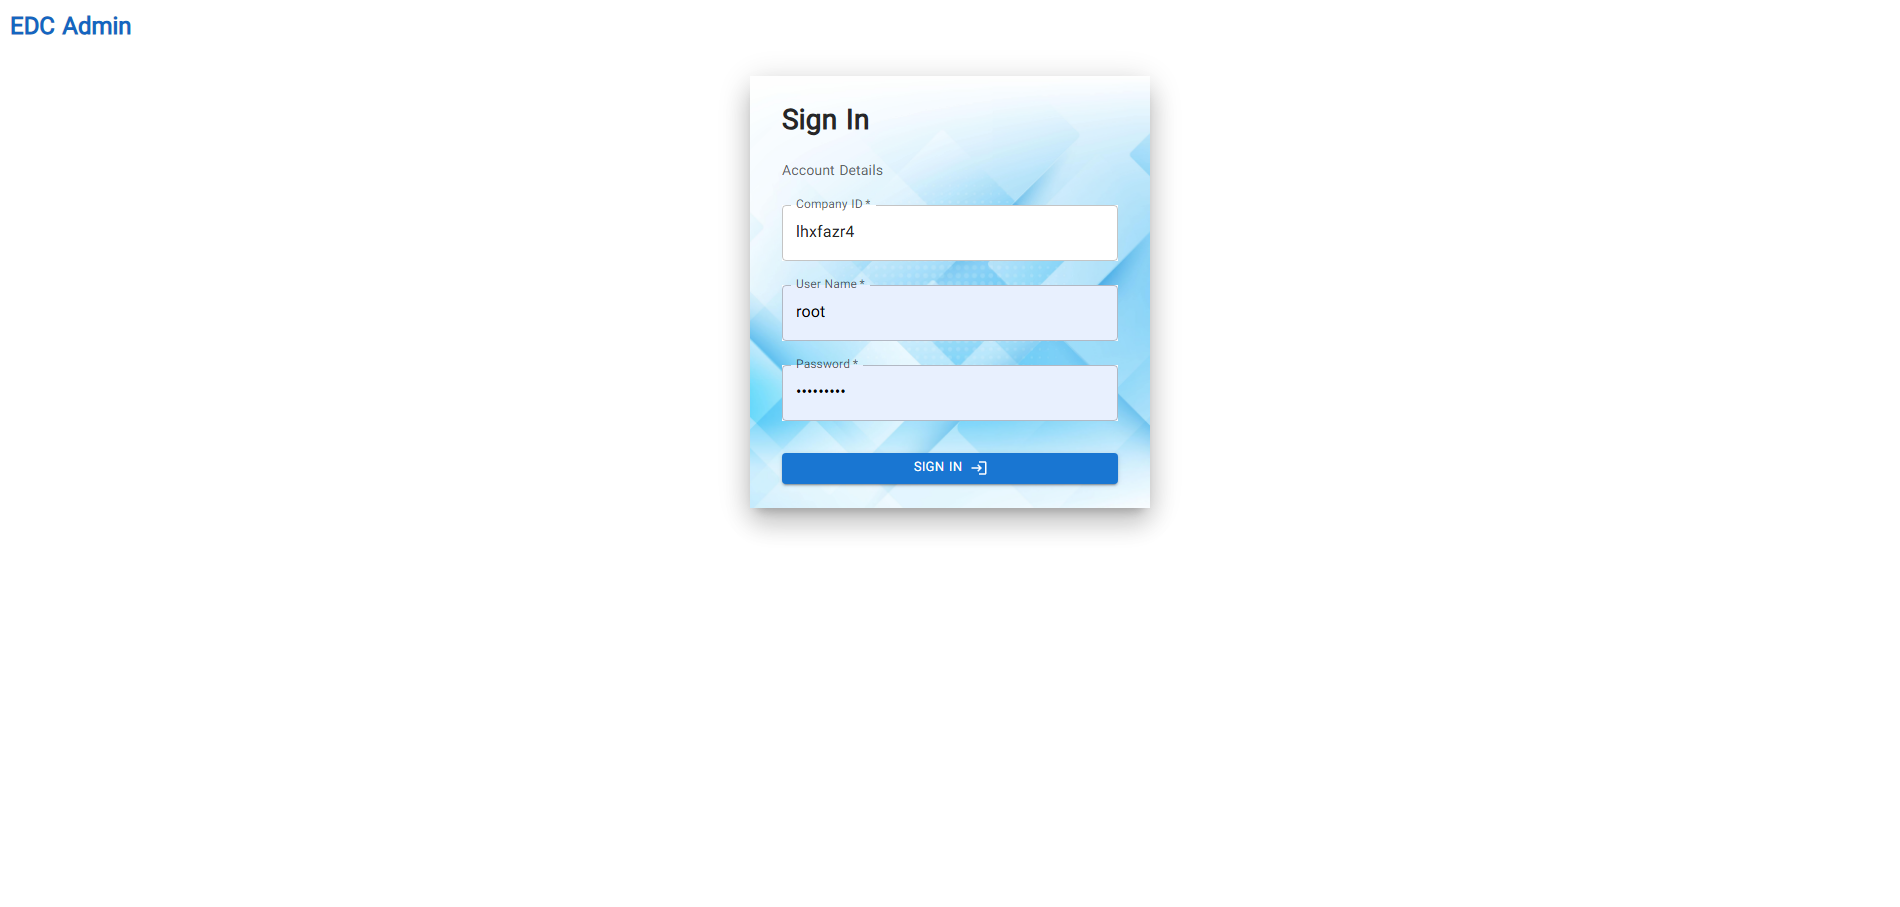 EDC Admin
Sign In
Account Details
Company ID *
lhxfazr4
User Name *
root
Password *
•••••••••
SIGN IN